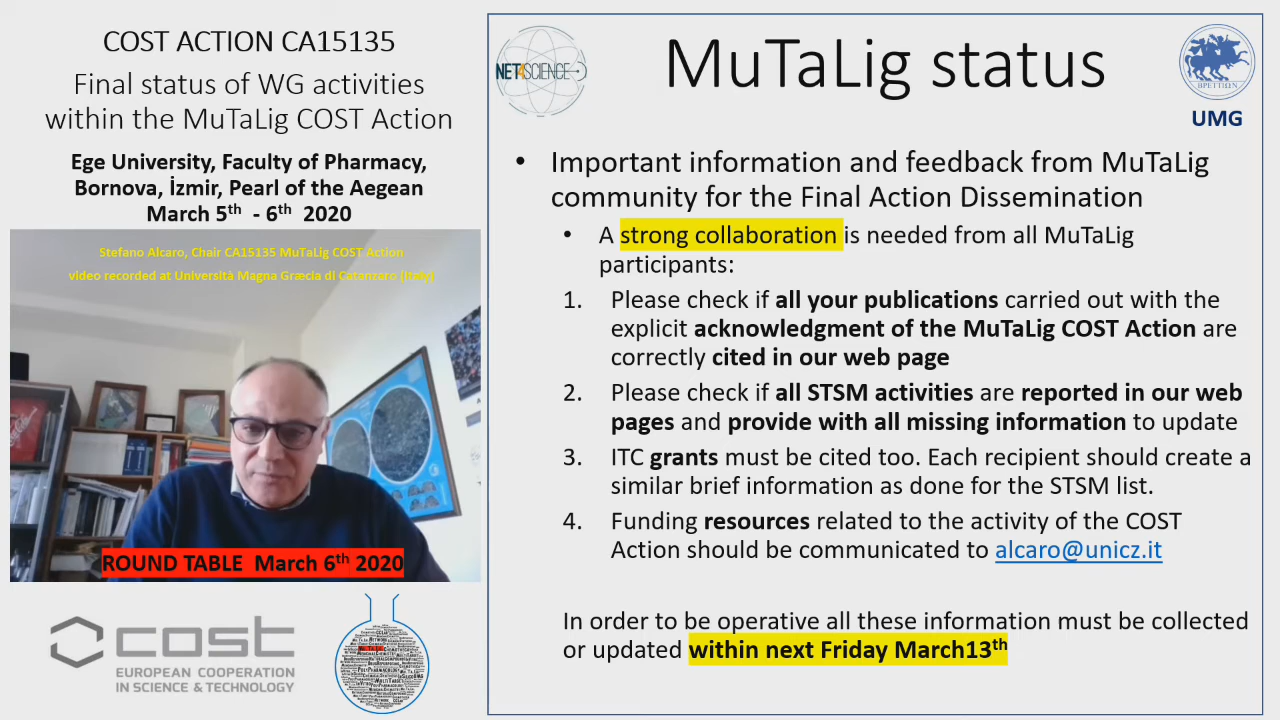 COST ACTION CA15135
Final status of WG activities
within the MuTaLig COST Action
Ege University, Faculty of Pharmacy,
Bornova, İzmir, Pearl of the Aegean
March 5th - 6th 2020
Stefano Alcaro, Chair CA15135 MuTaLig COST Action
video recorded at Università Magna Græcia di Catanzaro (Italy)
ROUND TABLE March 6th 2020
cost
EUROPEAN COOPERATION
IN SCIENCE & TECHNOLOGY
NET4SCIENCE
MuTaLig status
ΒΡΕΤΤΙΩΝ
UMG
• Important information and feedback from MuTaLig
community for the Final Action Dissemination
• A strong collaboration is needed from all MuTaLig
participants:
1. Please check if all your publications carried out with the
explicit acknowledgment of the MuTaLig COST Action are
correctly cited in our web page
2. Please check if all STSM activities are reported in our web
pages and provide with all missing information to update
3. ITC grants must be cited too. Each recipient should create a
similar brief information as done for the STSM list.
4. Funding resources related to the activity of the COST
Action should be communicated to alcaro@unicz.it
In order to be operative all these information must be collected
or updated within next Friday March13th